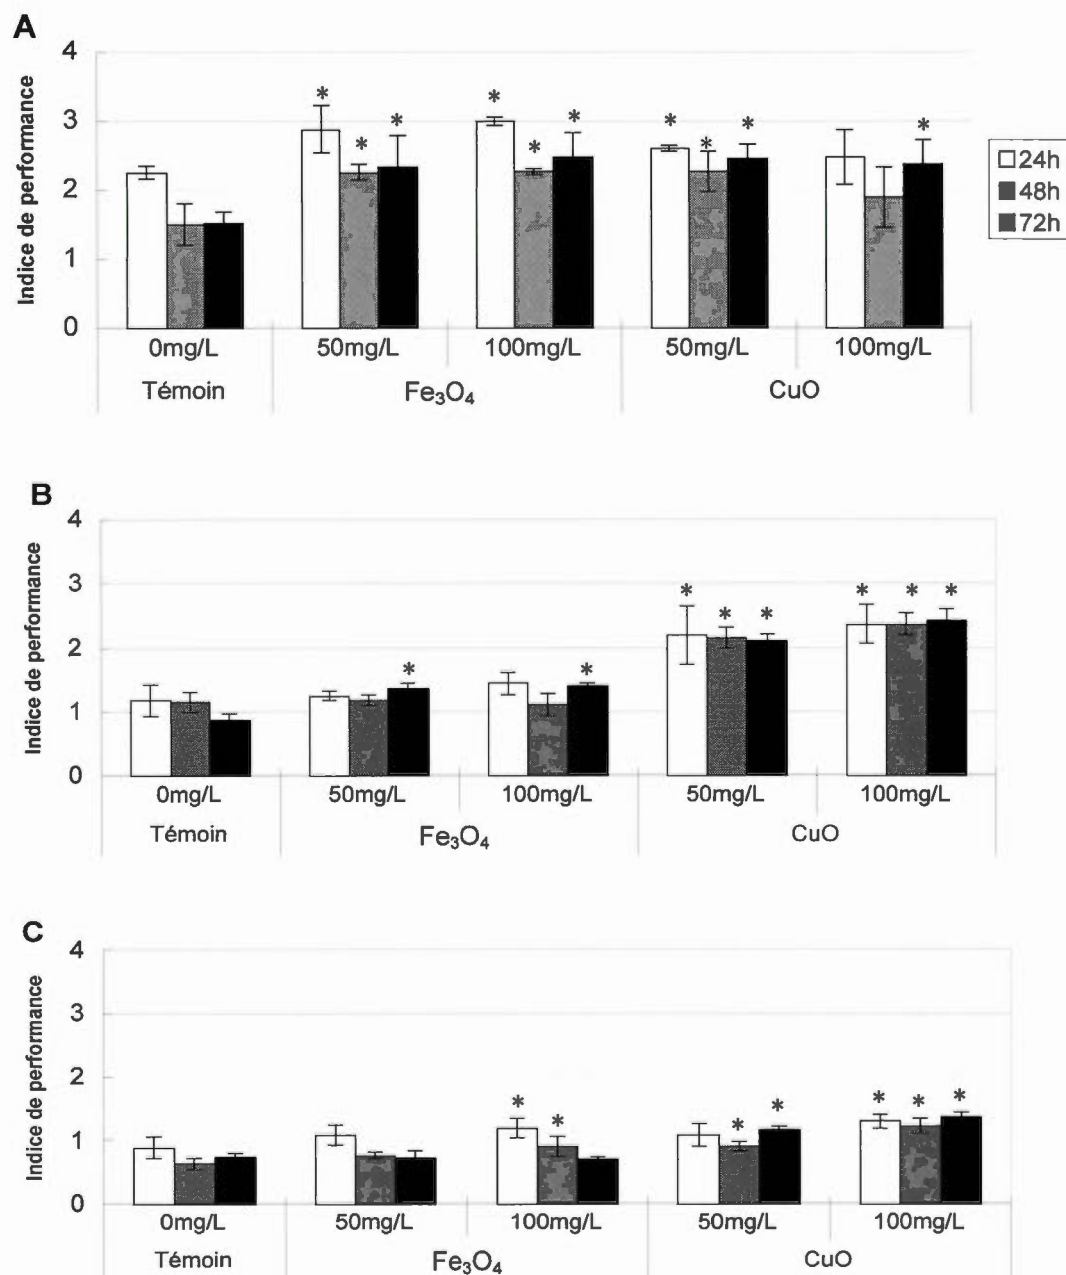 A
Indice de performance
4
3
2
1
0
* * * * * * * * * *
24h
48h
72h
0mg/L 50mg/L 100mg/L 50mg/L 100mg/L
Témoin Fe₃O₄ CuO
B
Indice de performance
4
3
2
1
0
* * * * * * * *
0mg/L 50mg/L 100mg/L 50mg/L 100mg/L
Témoin Fe₃O₄ CuO
C
Indice de performance
4
3
2
1
0
* * * * * * *
0mg/L 50mg/L 100mg/L 50mg/L 100mg/L
Témoin Fe₃O₄ CuO